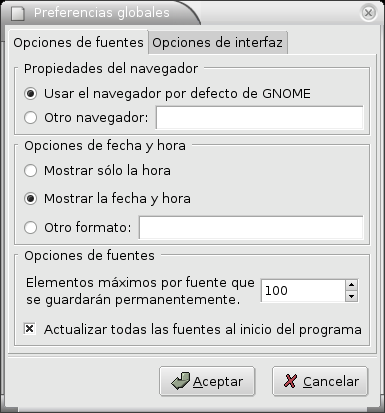 Preferencias globales
Opciones de fuentes
Opciones de interfaz
Propiedades del navegador
Usar el navegador por defecto de GNOME
Otro navegador:
Opciones de fecha y hora
Mostrar sólo la hora
Mostrar la fecha y hora
Otro formato:
Opciones de fuentes
Elementos máximos por fuente que
se guardarán permanentemente.
100
Actualizar todas las fuentes al inicio del programa
Aceptar
Cancelar